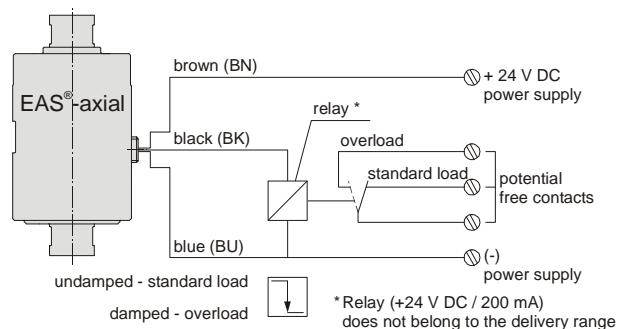 brown (BN)
+ 24 V DC
power supply
EAS®-axial
relay *
black (BK)
overload
standard load
potential
free contacts
blue (BU)
(-)
power supply
undamped - standard load
damped - overload
* Relay (+24 V DC / 200 mA)
does not belong to the delivery range